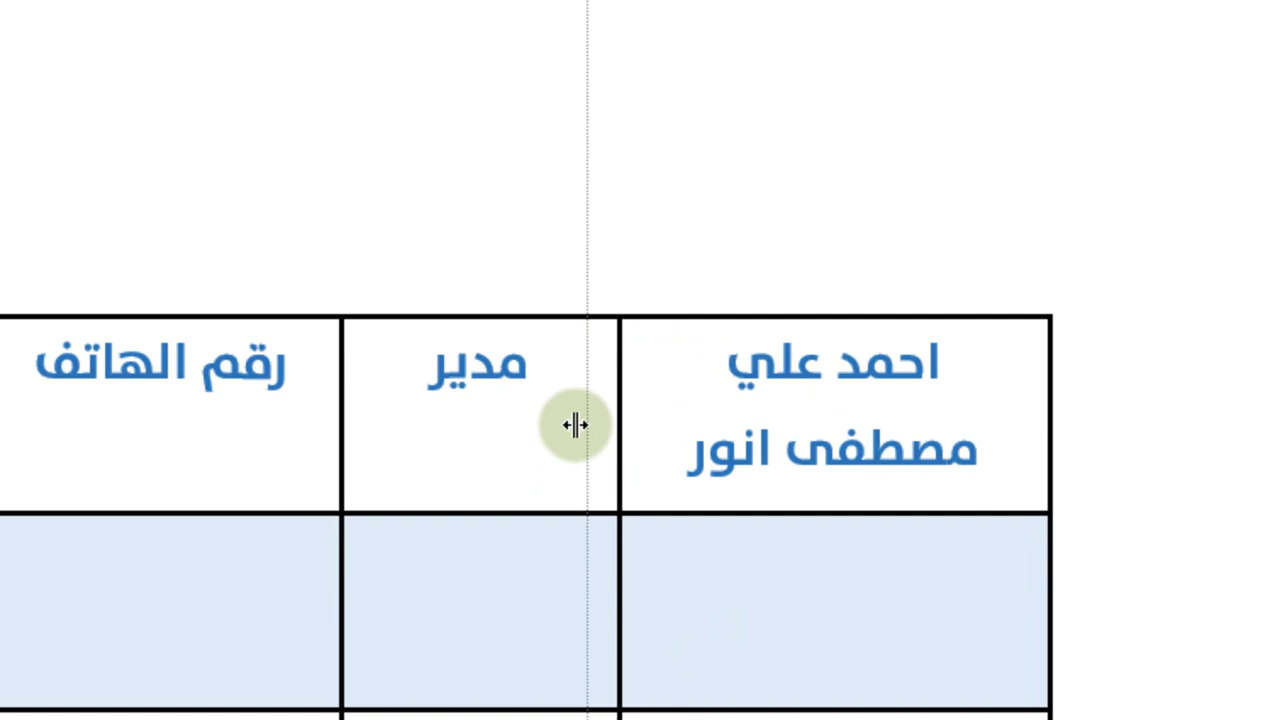 احمد علي
مصطفى انور
مدير
رقم الهاتف